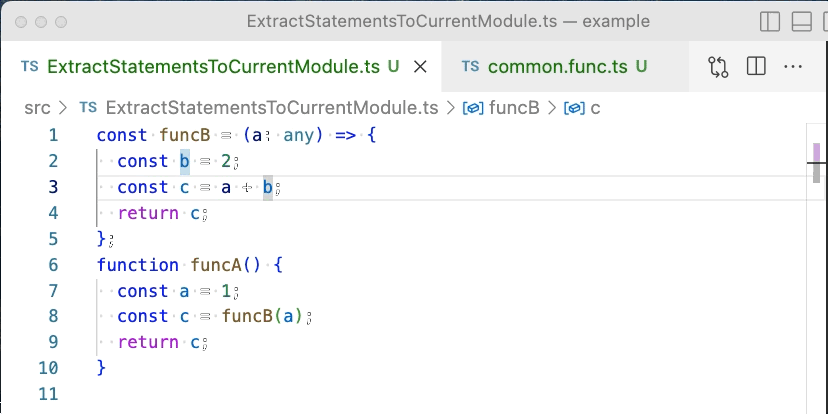 ExtractStatementsToCurrentModule.ts — example
TS ExtractStatementsToCurrentModule.ts U TS common.func.ts U
src > TS ExtractStatementsToCurrentModule.ts > funcB > c
1 const funcB = (a: any) => {
2 const b = 2;
3 const c = a + b;
4 return c;
5 };
6 function funcA() {
7 const a = 1;
8 const c = funcB(a);
9 return c;
10 }
11